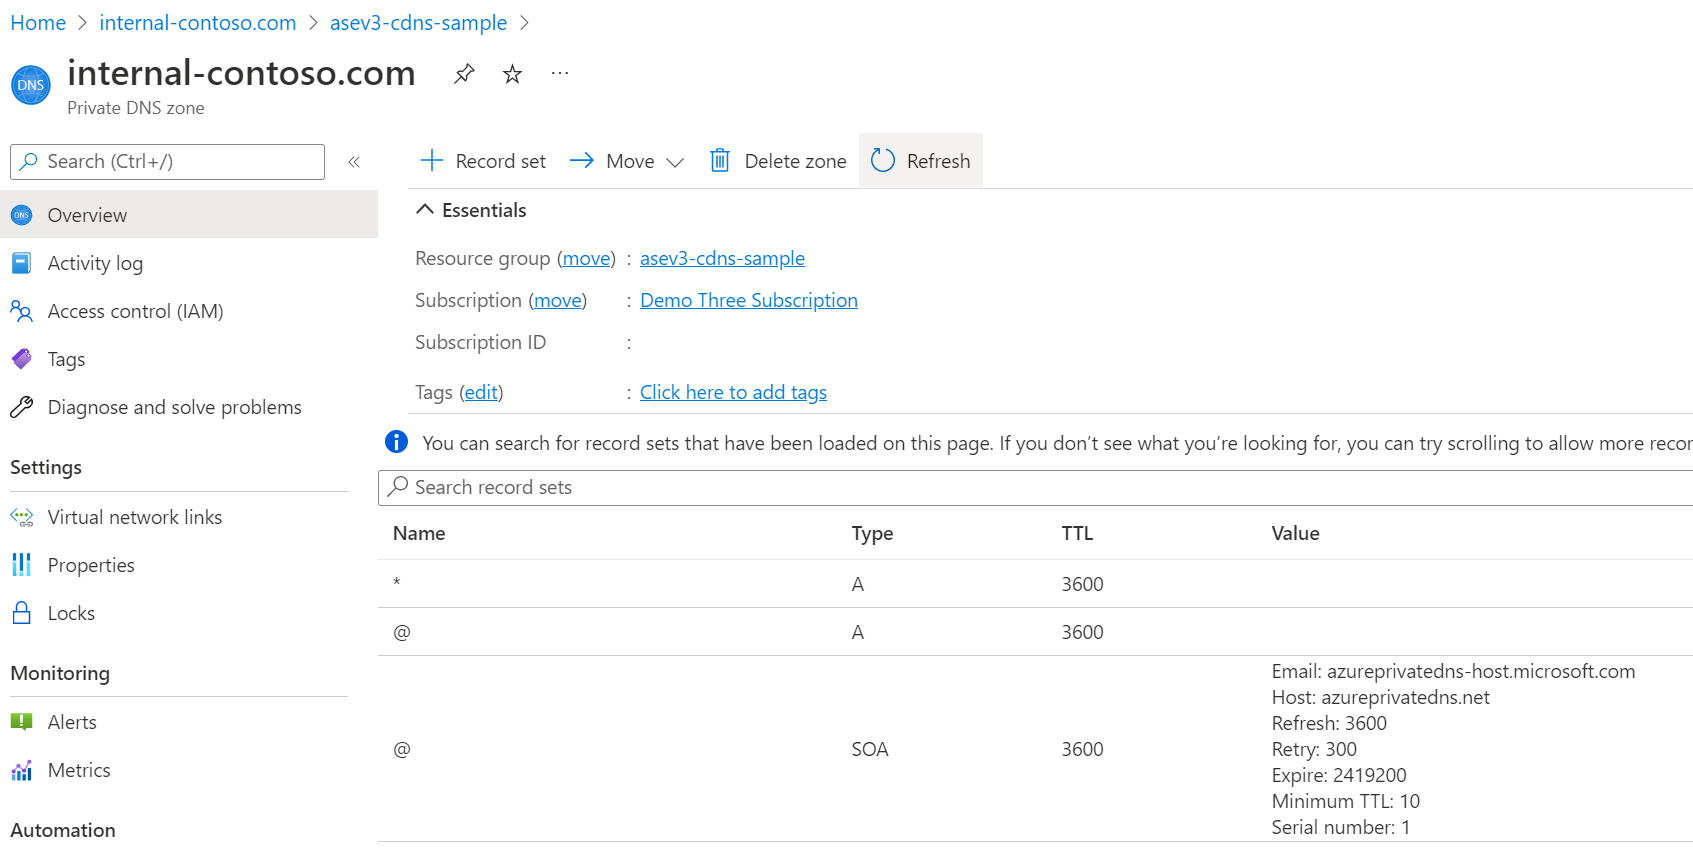 Home > internal-contoso.com > asev3-cdns-sample >
DNS
internal-contoso.com
Private DNS zone
Search (Ctrl+/)
«
Record set
Move
Delete zone
Refresh
DNS
Overview
Activity log
Access control (IAM)
Tags
Diagnose and solve problems
Settings
Virtual network links
Properties
Locks
Monitoring
Alerts
Metrics
Automation
Essentials
Resource group (move) : asev3-cdns-sample
Subscription (move) : Demo Three Subscription
Subscription ID :
Tags (edit) : Click here to add tags
You can search for record sets that have been loaded on this page. If you don’t see what you’re looking for, you can try scrolling to allow more recor
Search record sets
Name Type TTL Value
* A 3600
@ A 3600
@ SOA 3600
Email: azureprivatedns-host.microsoft.com
Host: azureprivatedns.net
Refresh: 3600
Retry: 300
Expire: 2419200
Minimum TTL: 10
Serial number: 1